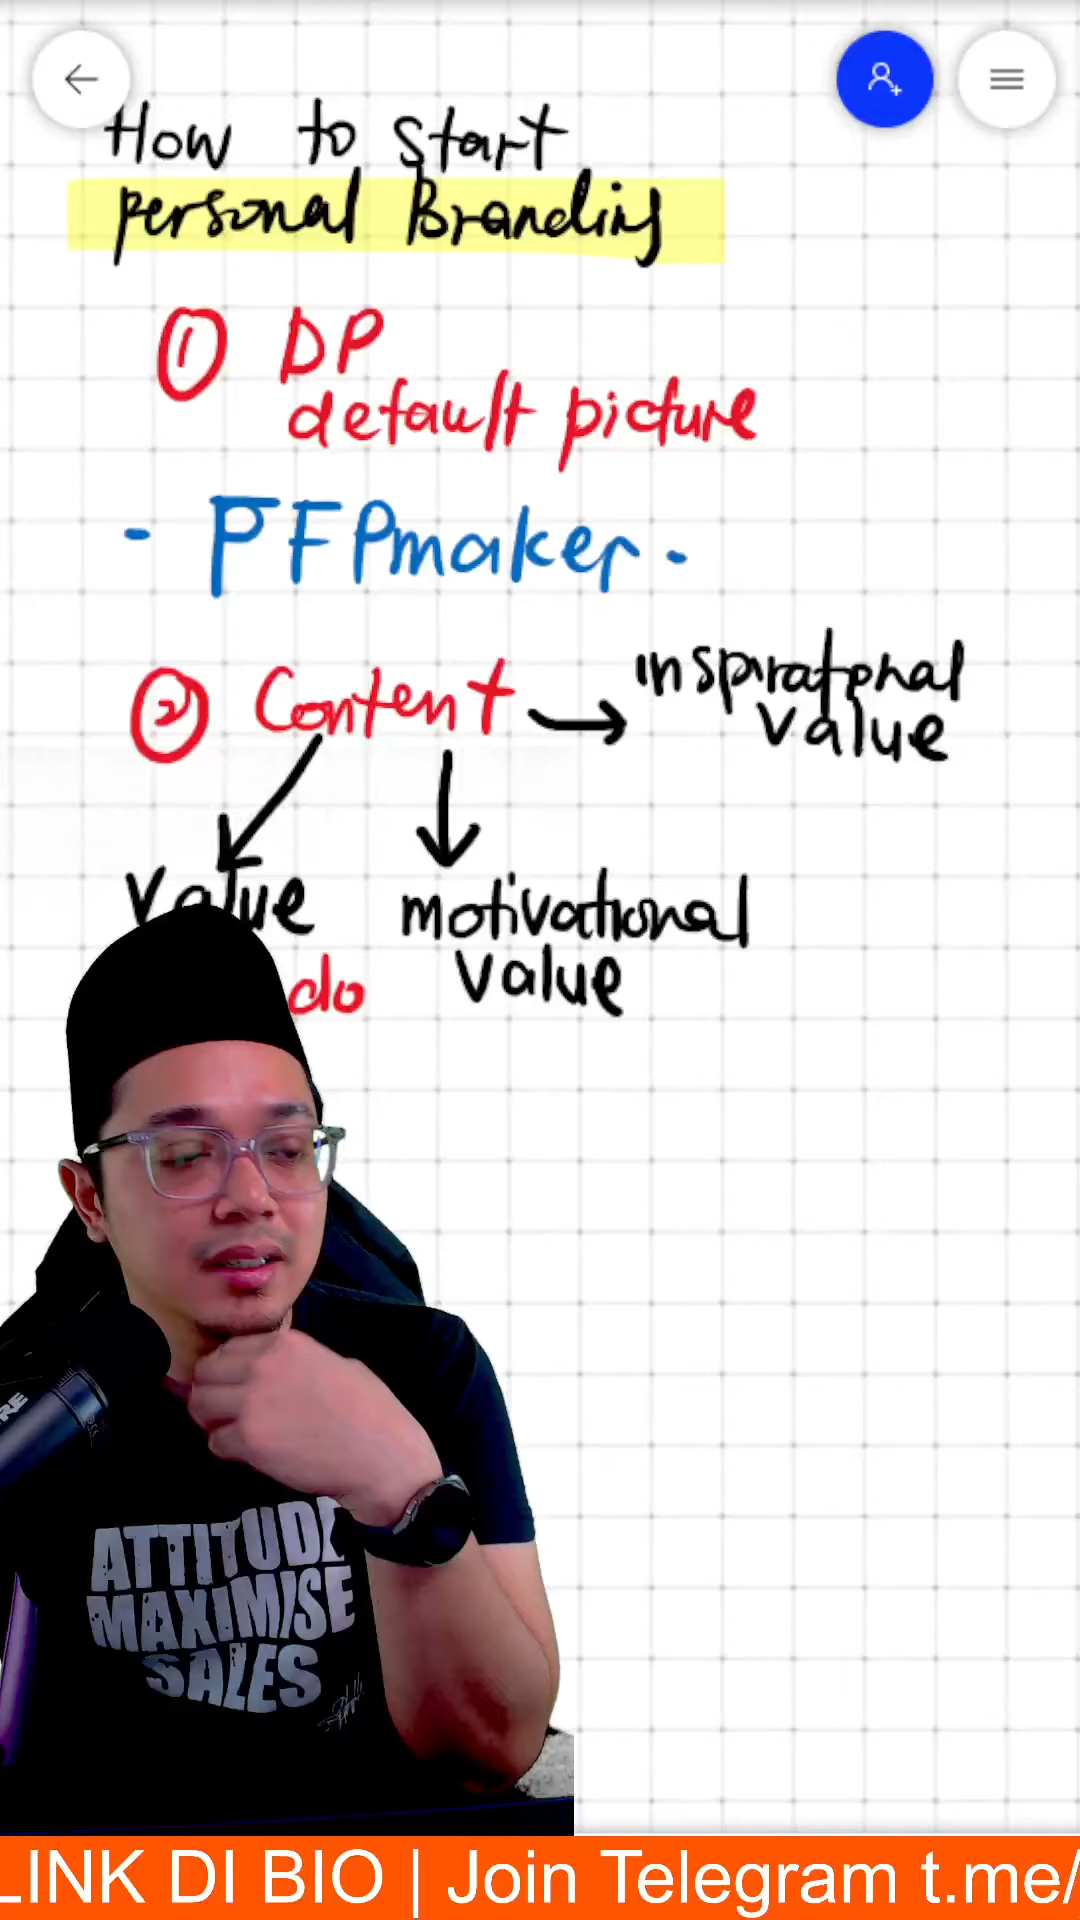 How to start
personal Branding
① DP
default picture
- PFPmaker -
② Content → inspirational
value
value motivational
do value
RE
ATTITUDE
MAXIMISE
SALES
LINK DI BIO | Join Telegram t.me/